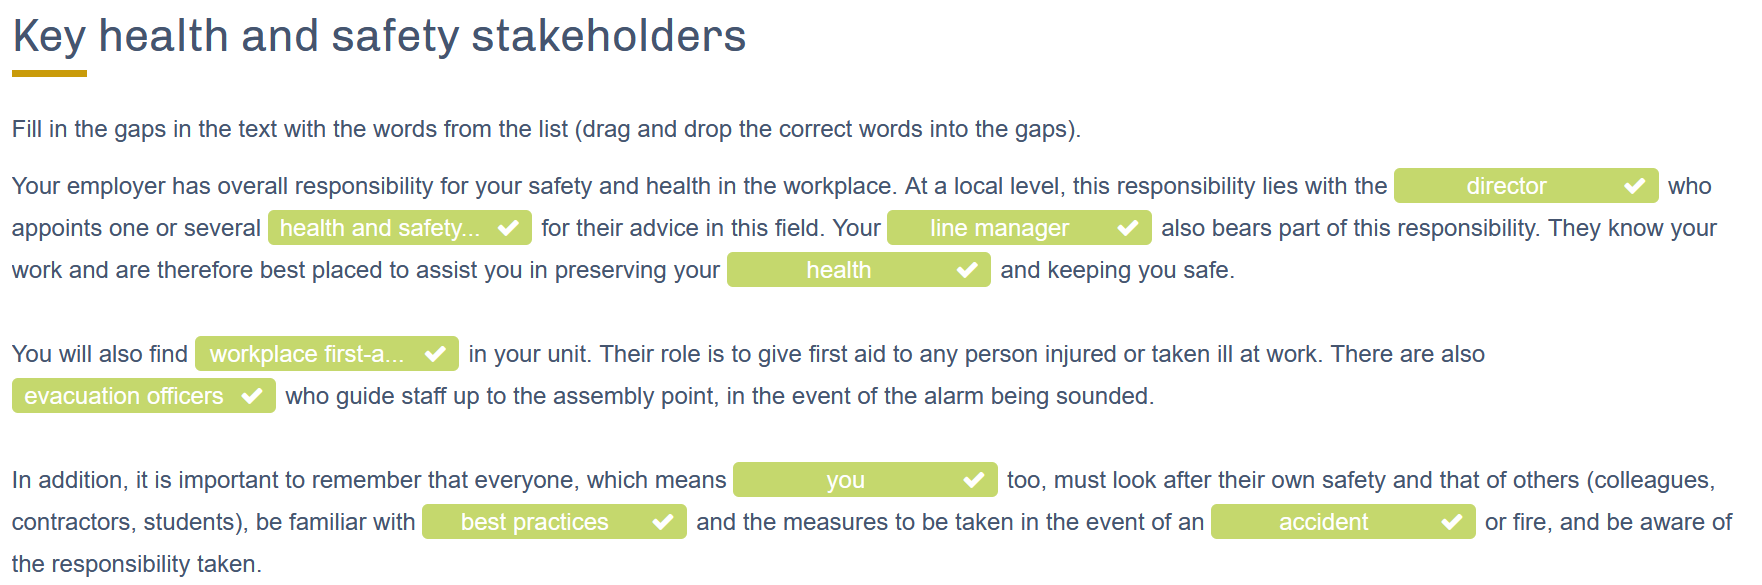 Key health and safety stakeholders
Fill in the gaps in the text with the words from the list (drag and drop the correct words into the gaps).
Your employer has overall responsibility for your safety and health in the workplace. At a local level, this responsibility lies with the director who
appoints one or several health and safety... for their advice in this field. Your line manager also bears part of this responsibility. They know your
work and are therefore best placed to assist you in preserving your health and keeping you safe.
You will also find workplace first-a... in your unit. Their role is to give first aid to any person injured or taken ill at work. There are also
evacuation officers who guide staff up to the assembly point, in the event of the alarm being sounded.
In addition, it is important to remember that everyone, which means you too, must look after their own safety and that of others (colleagues,
contractors, students), be familiar with best practices and the measures to be taken in the event of an accident or fire, and be aware of
the responsibility taken.